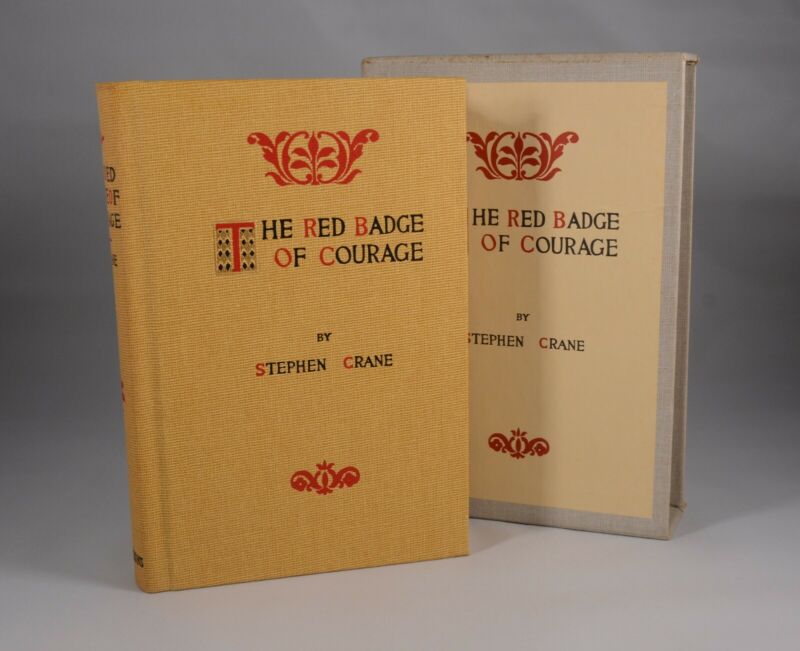 THE RED BADGE
OF COURAGE
BY
STEPHEN CRANE
HE RED BADGE
OF COURAGE
BY
STEPHEN CRANE